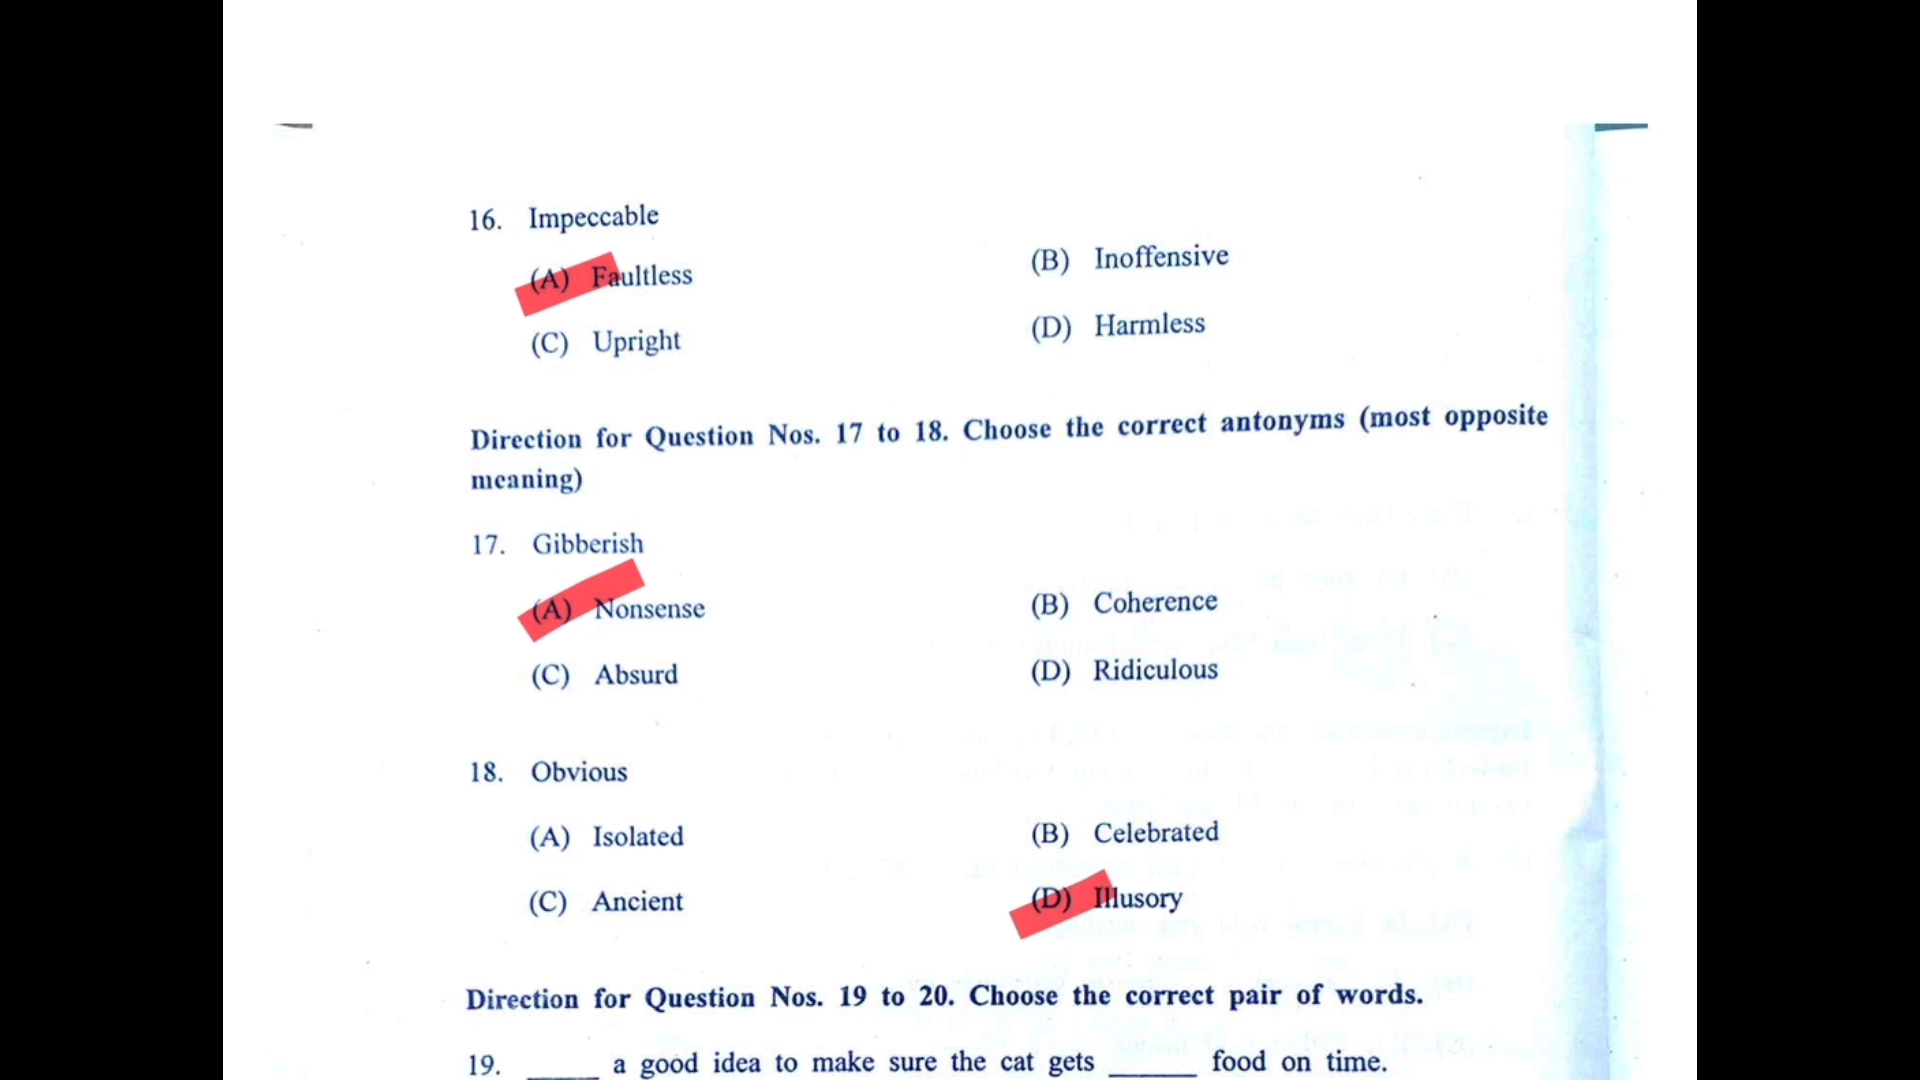 16. Impeccable
(A) Faultless (B) Inoffensive
(C) Upright (D) Harmless
Direction for Question Nos. 17 to 18. Choose the correct antonyms (most opposite
meaning)
17. Gibberish
(A) Nonsense (B) Coherence
(C) Absurd (D) Ridiculous
18. Obvious
(A) Isolated (B) Celebrated
(C) Ancient (D) Illusory
Direction for Question Nos. 19 to 20. Choose the correct pair of words.
19. _____ a good idea to make sure the cat gets ______ food on time.